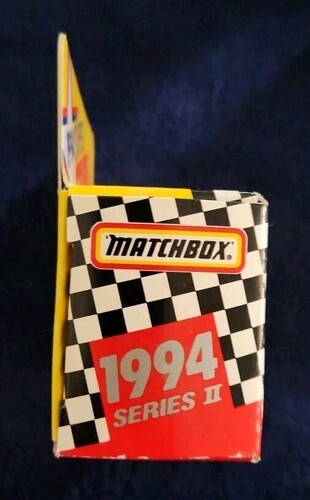 "MATCHBOX"®
1994
SERIES II